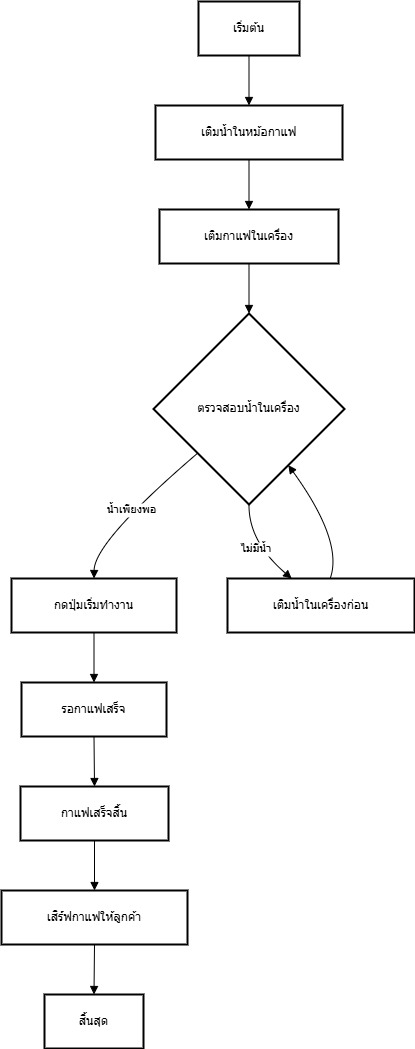 เริ่มต้น
เติมน้ำในหม้อกาแฟ
เติมกาแฟในเครื่อง
ตรวจสอบน้ำในเครื่อง
น้ำเพียงพอ
ไม่มีน้ำ
กดปุ่มเริ่มทำงาน
เติมน้ำในเครื่องก่อน
รอกาแฟเสร็จ
กาแฟเสร็จสิ้น
เสิร์ฟกาแฟให้ลูกค้า
สิ้นสุด